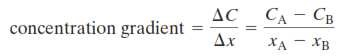 concentration gradient = ΔC/Δx = (C_A − C_B)/(x_A − x_B)